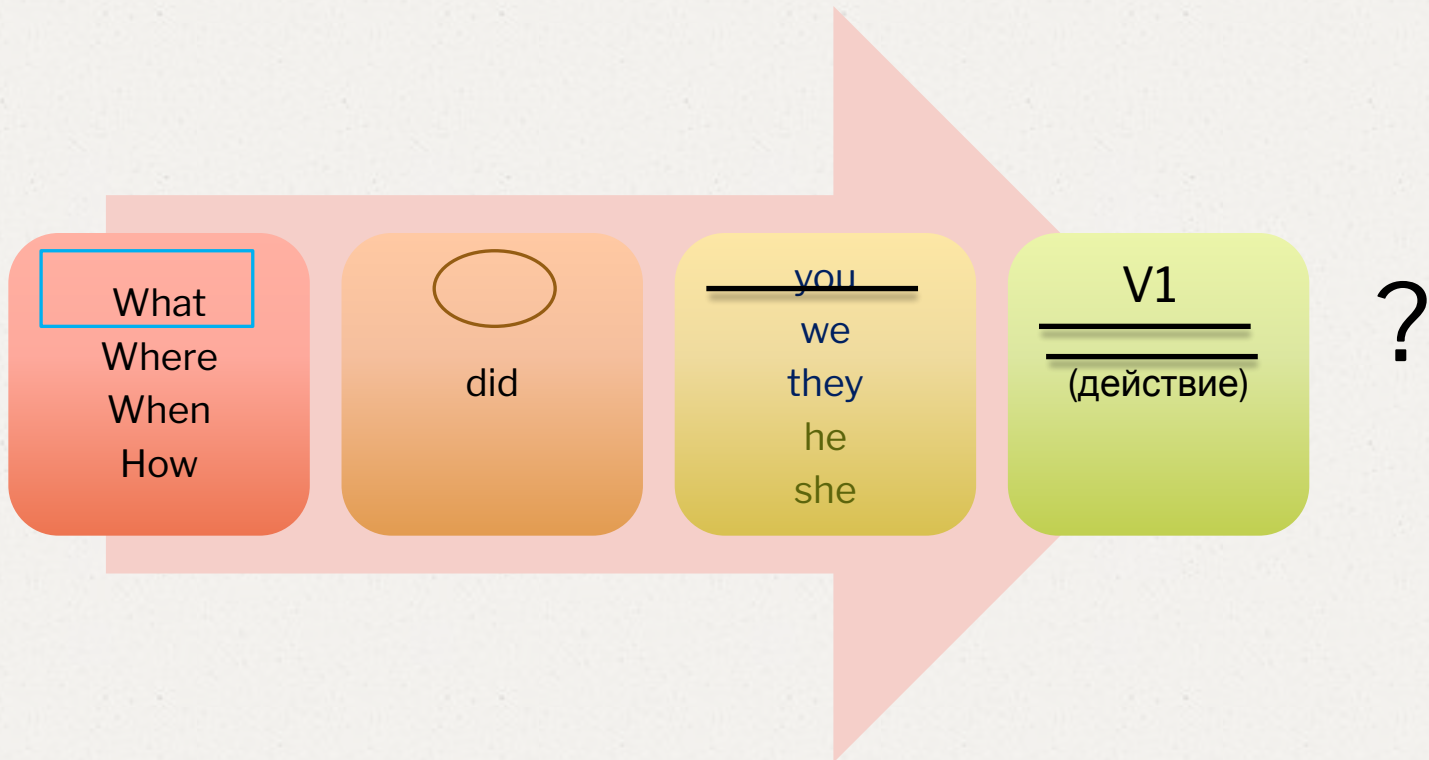 What
Where
When
How
did
you
we
they
he
she
V1
(действие)
?